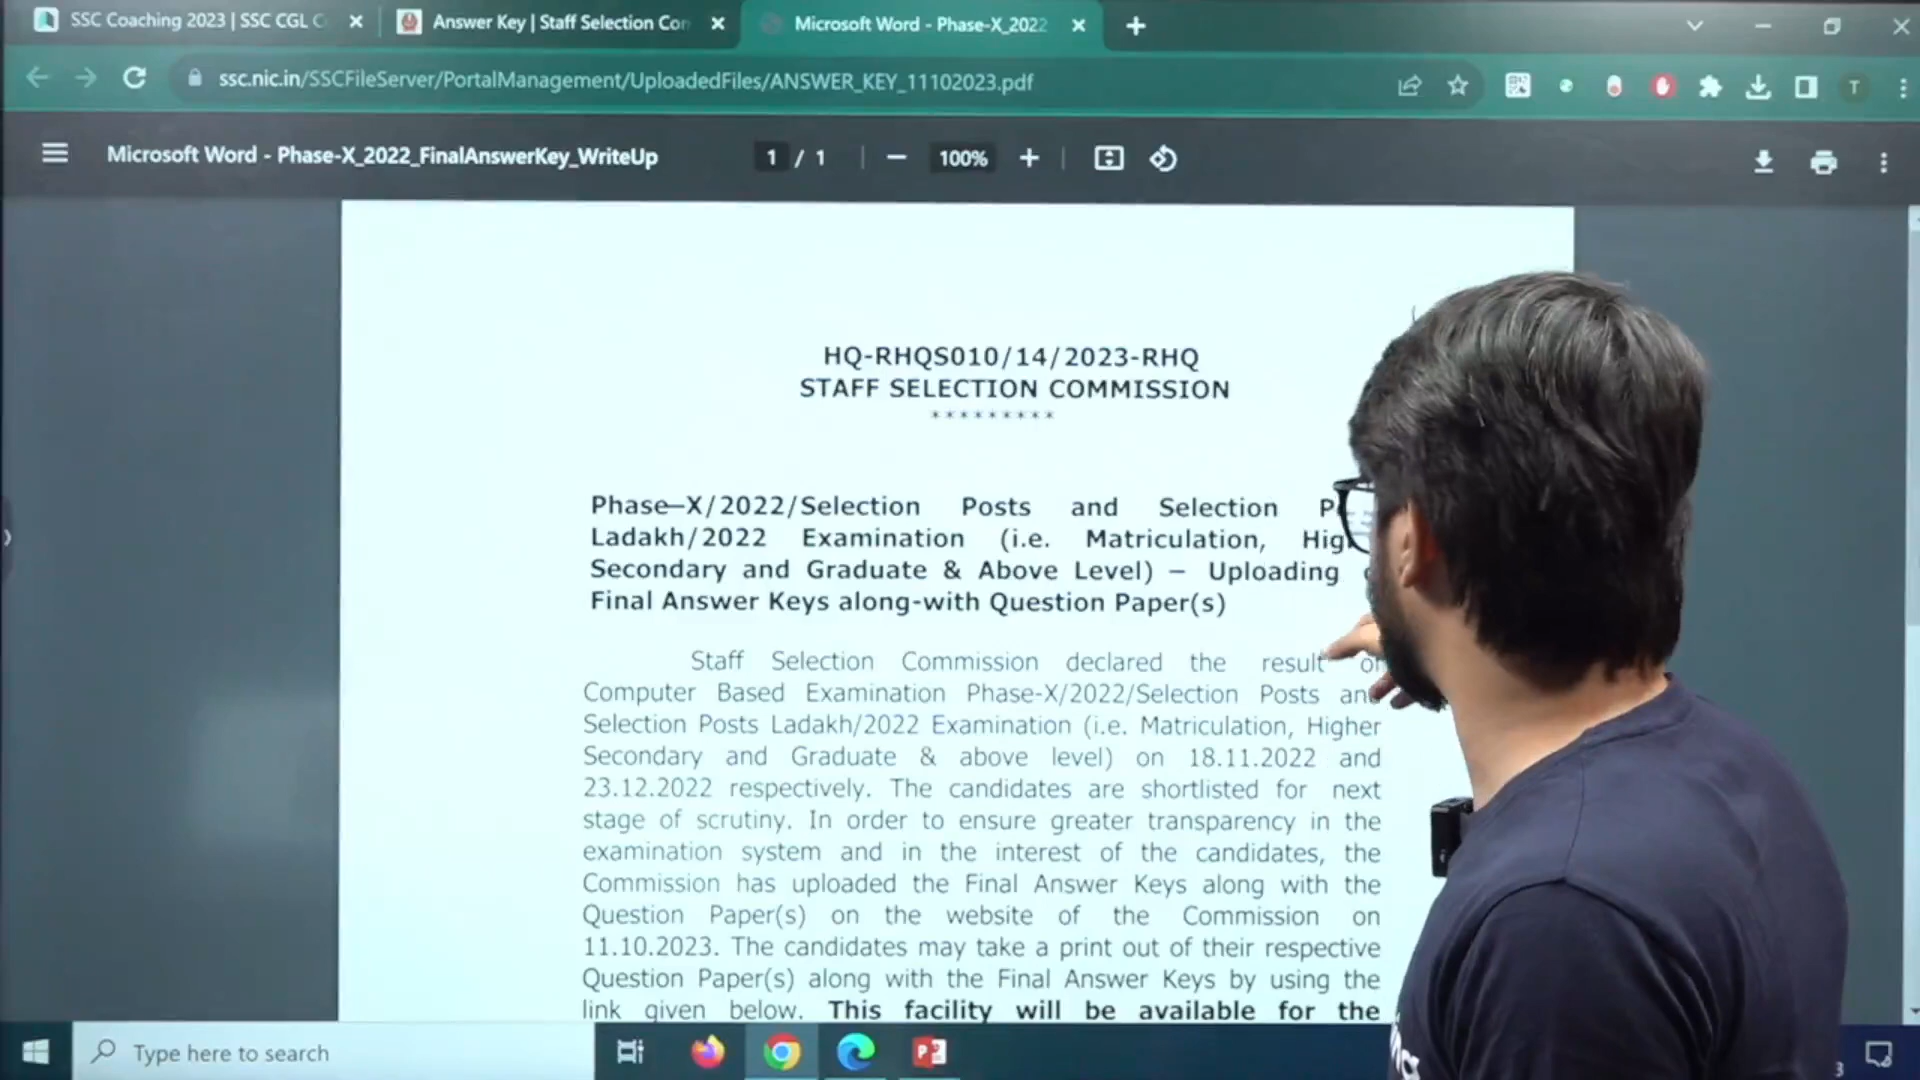 SSC Coaching 2023 | SSC CGL C
Answer Key | Staff Selection Con
Microsoft Word - Phase-X_2022
ssc.nic.in/SSCFileServer/PortalManagement/UploadedFiles/ANSWER_KEY_11102023.pdf
T
Microsoft Word - Phase-X_2022_FinalAnswerKey_WriteUp
1 / 1
100%
HQ-RHQS010/14/2023-RHQ
STAFF SELECTION COMMISSION
*********
Phase–X/2022/Selection Posts and Selection P
Ladakh/2022 Examination (i.e. Matriculation, Hig
Secondary and Graduate & Above Level) – Uploading
Final Answer Keys along-with Question Paper(s)
Staff Selection Commission declared the result of
Computer Based Examination Phase-X/2022/Selection Posts and
Selection Posts Ladakh/2022 Examination (i.e. Matriculation, Higher
Secondary and Graduate & above level) on 18.11.2022 and
23.12.2022 respectively. The candidates are shortlisted for next
stage of scrutiny. In order to ensure greater transparency in the
examination system and in the interest of the candidates, the
Commission has uploaded the Final Answer Keys along with the
Question Paper(s) on the website of the Commission on
11.10.2023. The candidates may take a print out of their respective
Question Paper(s) along with the Final Answer Keys by using the
link given below. This facility will be available for the
Type here to search